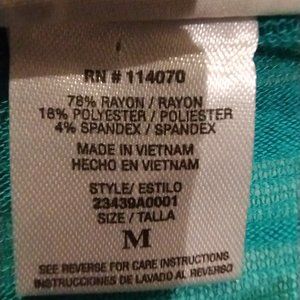 RN # 114070
78% RAYON / RAYON
18% POLYESTER / POLIESTER
4% SPANDEX / SPANDEX
MADE IN VIETNAM
HECHO EN VIETNAM
STYLE/ ESTILO
23439A0001
SIZE / TALLA
M
SEE REVERSE FOR CARE INSTRUCTIONS
INSTRUCCIONES DE LAVADO AL REVERSO